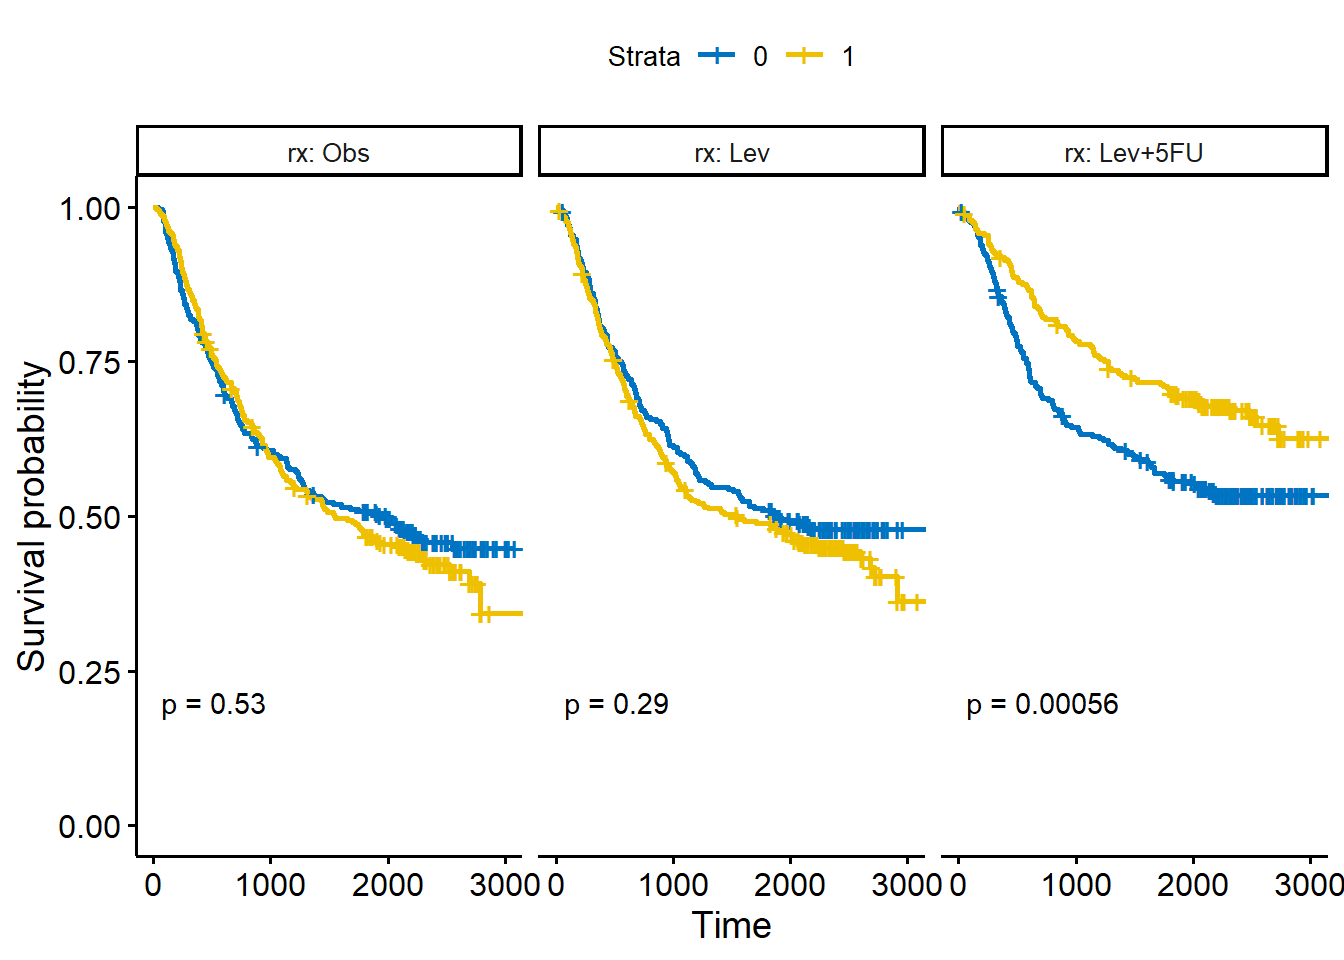 Strata 0 1
rx: Obs rx: Lev rx: Lev+5FU
Survival probability
1.00
0.75
0.50
0.25
0.00
p = 0.53 p = 0.29 p = 0.00056
0 1000 2000 3000 0 1000 2000 3000 0 1000 2000 3000
Time